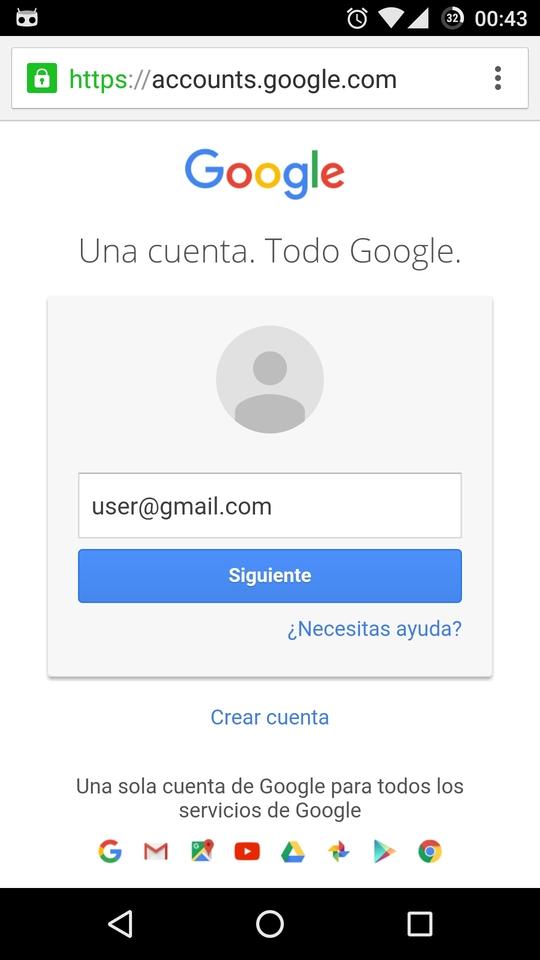 32 00:43
https://accounts.google.com
Google
Una cuenta. Todo Google.
user@gmail.com
Siguiente
¿Necesitas ayuda?
Crear cuenta
Una sola cuenta de Google para todos los
servicios de Google